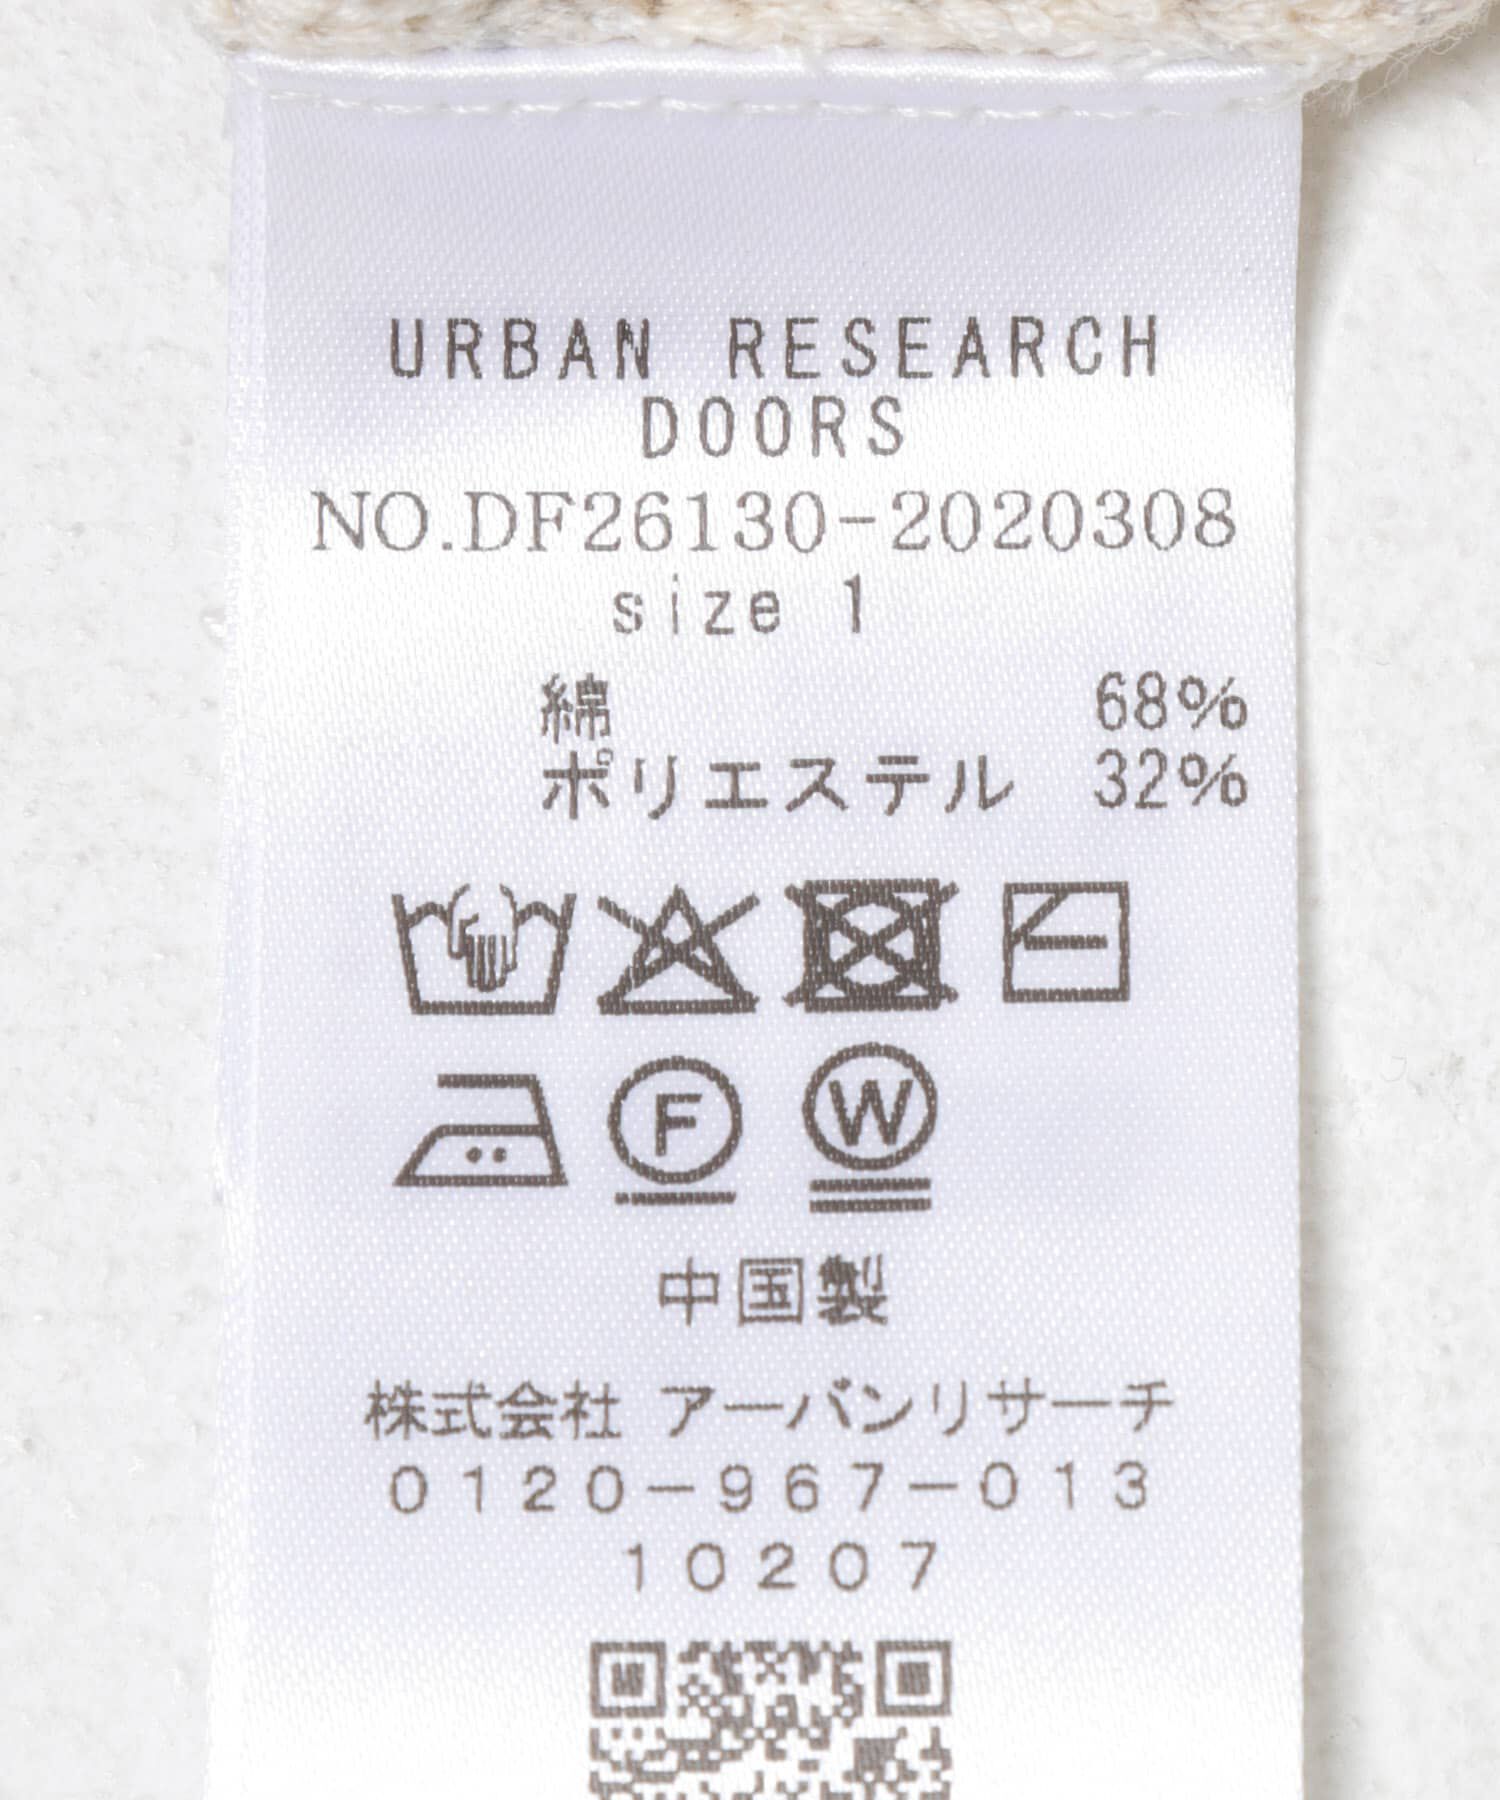 URBAN RESEARCH
DOORS
NO.DF26130-2020308
size 1
綿 68%
ポリエステル 32%
F W
中国製
株式会社 アーバンリサーチ
0120-967-013
10207